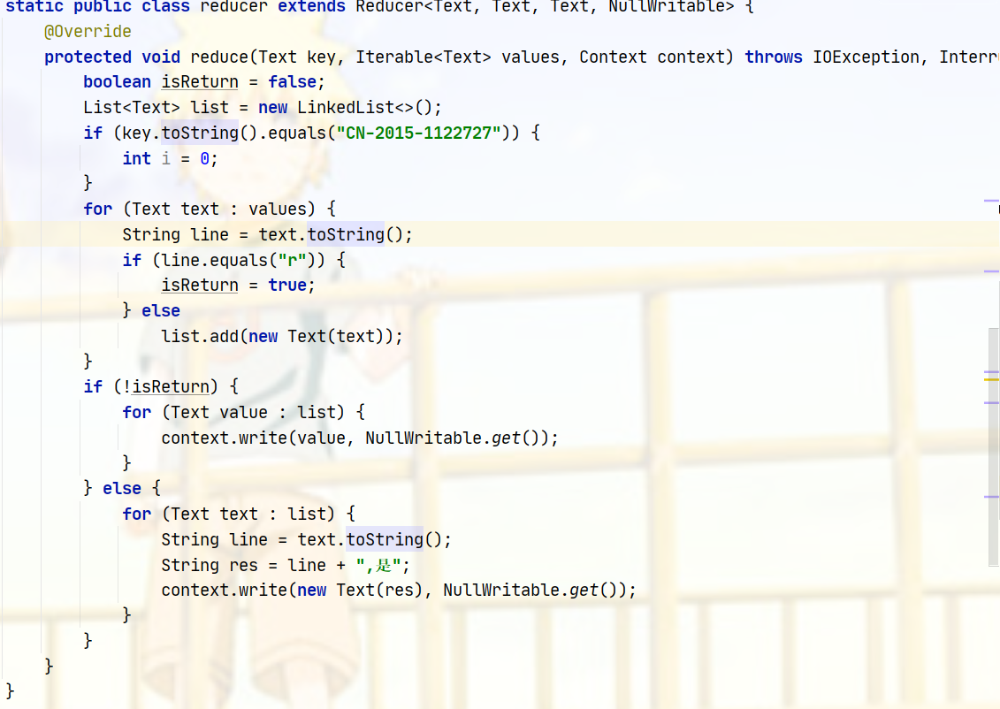 static public class reducer extends Reducer<Text, Text, Text, NullWritable> {
@Override
protected void reduce(Text key, Iterable<Text> values, Context context) throws IOException, Interr
boolean isReturn = false;
List<Text> list = new LinkedList<>();
if (key.toString().equals("CN-2015-1122727")) {
int i = 0;
}
for (Text text : values) {
String line = text.toString();
if (line.equals("r")) {
isReturn = true;
} else
list.add(new Text(text));
}
if (!isReturn) {
for (Text value : list) {
context.write(value, NullWritable.get());
}
} else {
for (Text text : list) {
String line = text.toString();
String res = line + ",是";
context.write(new Text(res), NullWritable.get());
}
}
}
}